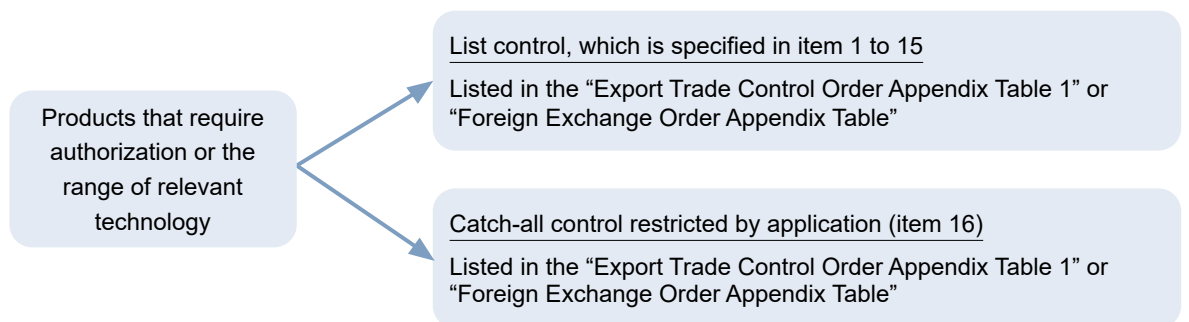 Products that require
authorization or the
range of relevant
technology
List control, which is specified in item 1 to 15
Listed in the “Export Trade Control Order Appendix Table 1” or
“Foreign Exchange Order Appendix Table”
Catch-all control restricted by application (item 16)
Listed in the “Export Trade Control Order Appendix Table 1” or
“Foreign Exchange Order Appendix Table”